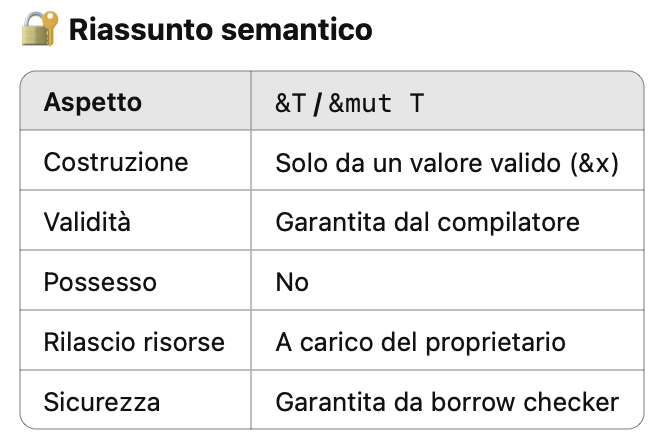 🔐 Riassunto semantico
Aspetto &T / &mut T
Costruzione Solo da un valore valido (&x)
Validità Garantita dal compilatore
Possesso No
Rilascio risorse A carico del proprietario
Sicurezza Garantita da borrow checker